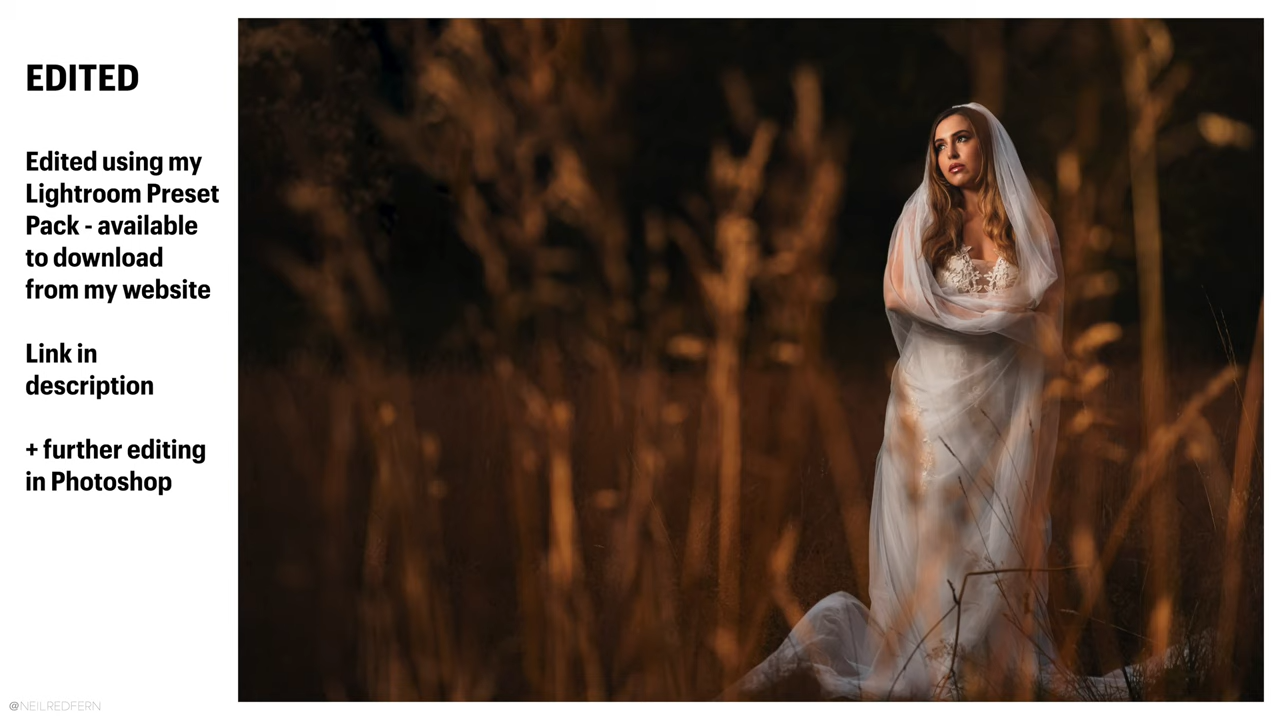 EDITED
Edited using my
Lightroom Preset
Pack - available
to download
from my website
Link in
description
+ further editing
in Photoshop
@NEILREDFERN